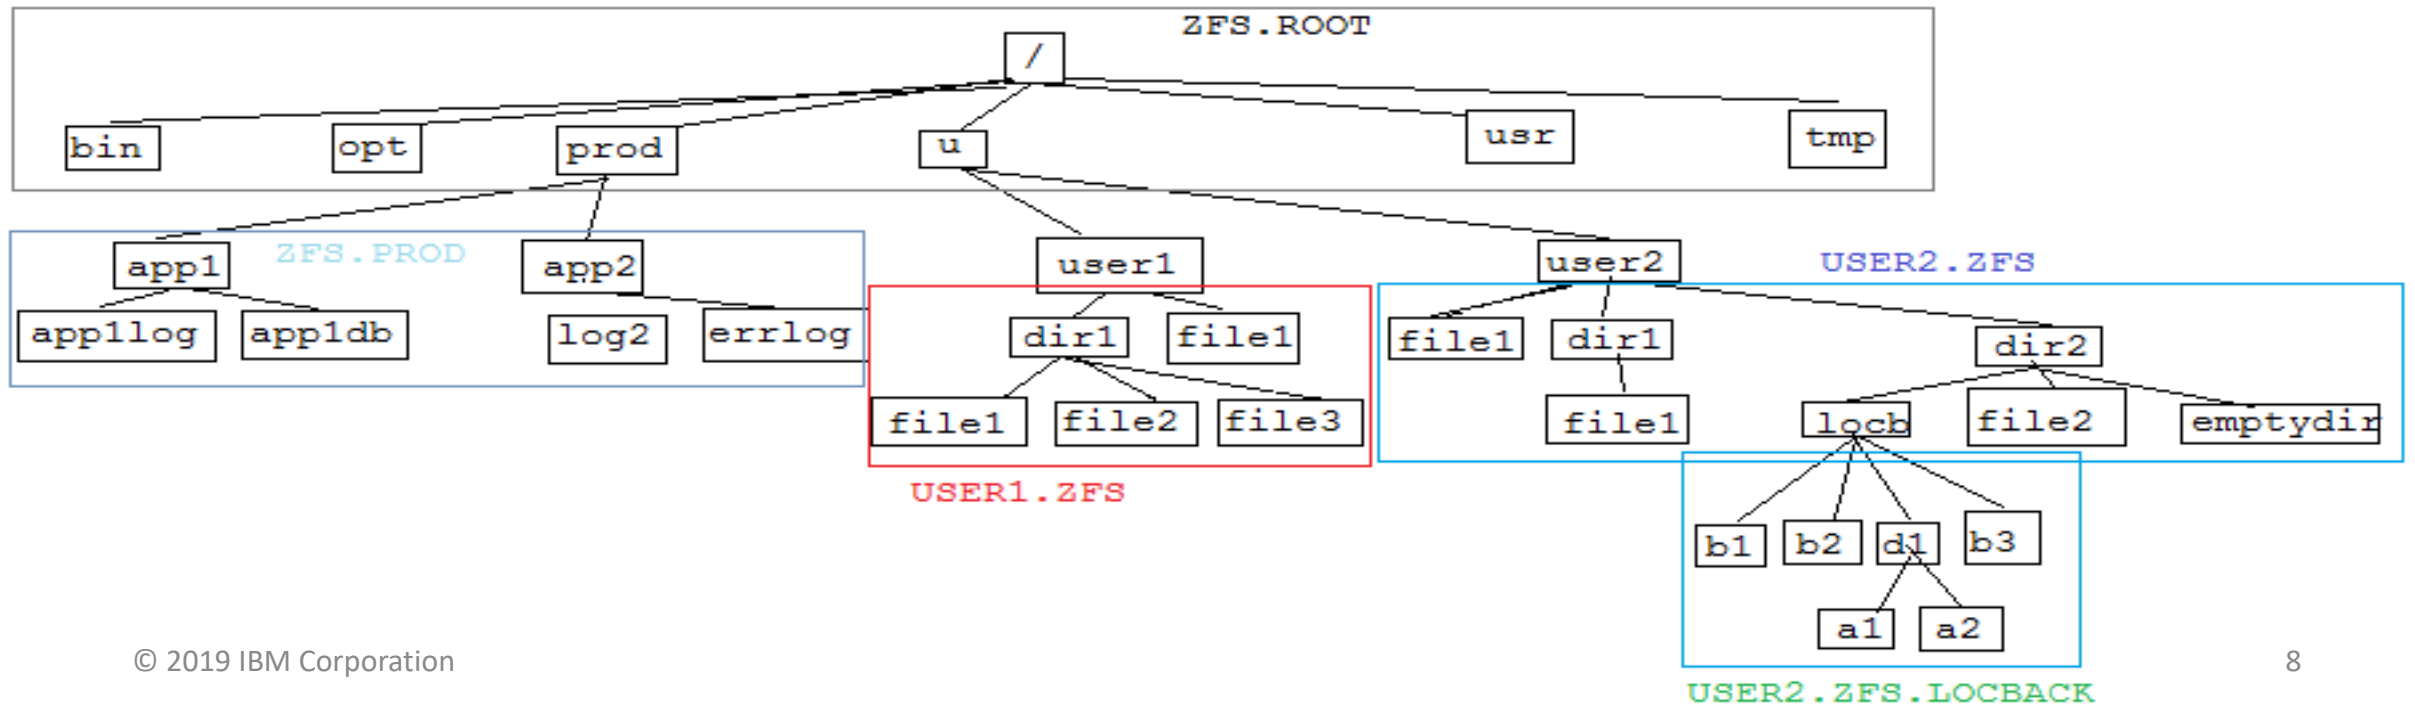 ZFS.ROOT
/
bin opt prod u usr tmp
ZFS.PROD
app1 app2 user1 user2 USER2.ZFS
app1log app1db log2 errlog dir1 file1 file1 dir1 dir2
file1 file2 file3 file1 locb file2 emptydir
USER1.ZFS
b1 b2 d1 b3
a1 a2
© 2019 IBM Corporation 8
USER2.ZFS.LOCBACK